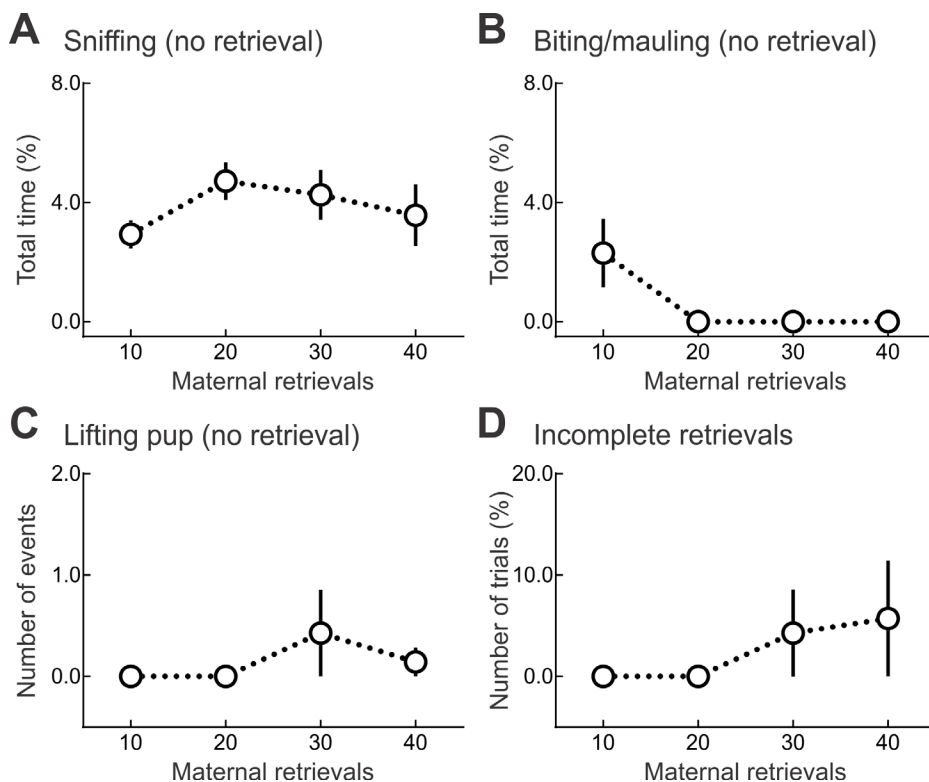 A Sniffing (no retrieval)
8.0
4.0
0.0
Total time (%)
10 20 30 40
Maternal retrievals
B Biting/mauling (no retrieval)
8.0
4.0
0.0
Total time (%)
10 20 30 40
Maternal retrievals
C Lifting pup (no retrieval)
2.0
1.0
0.0
Number of events
10 20 30 40
Maternal retrievals
D Incomplete retrievals
20.0
10.0
0.0
Number of trials (%)
10 20 30 40
Maternal retrievals